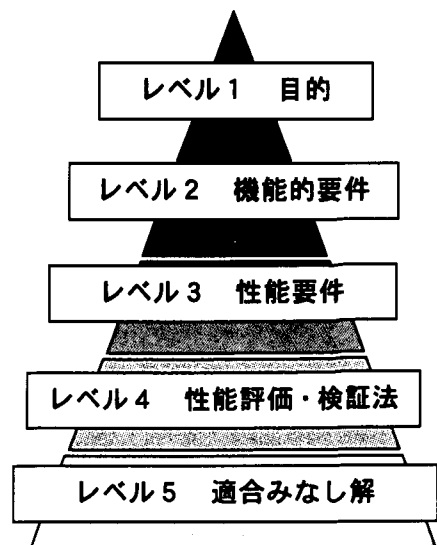 レベル1 目的
レベル2 機能的要件
レベル3 性能要件
レベル4 性能評価・検証法
レベル5 適合みなし解